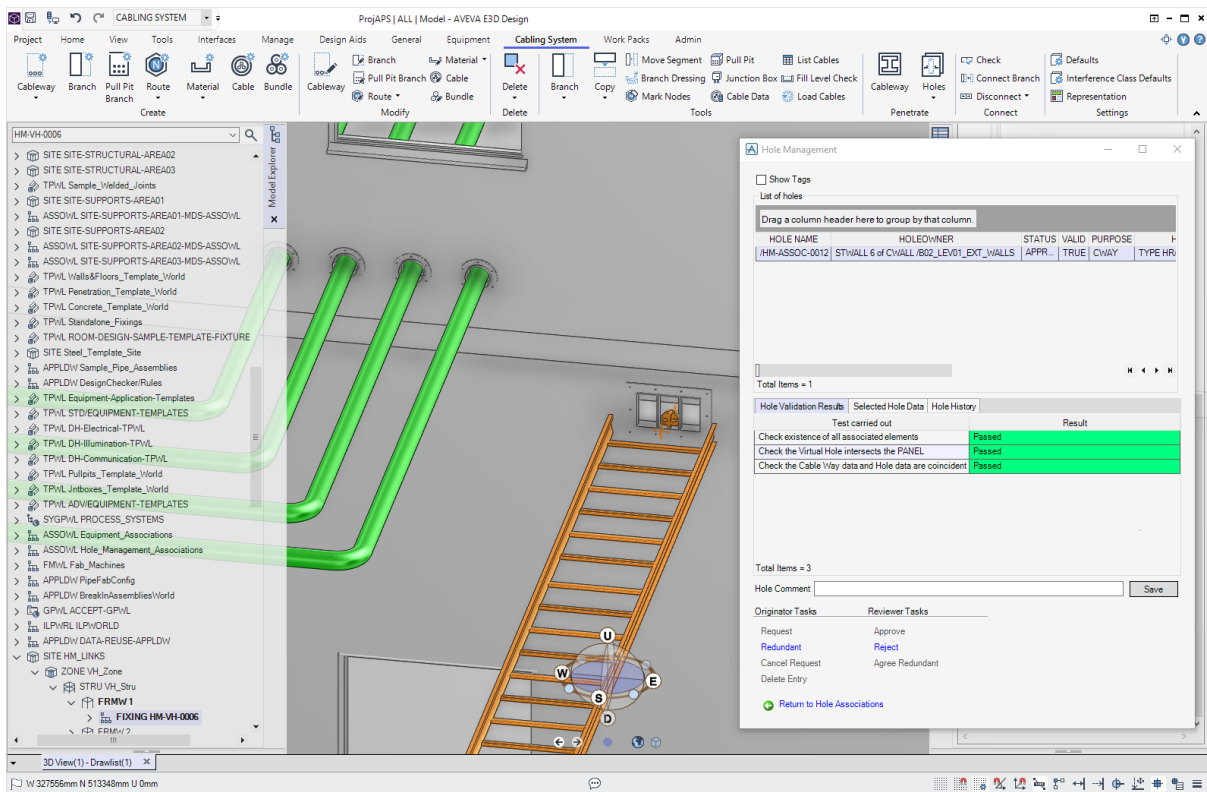 CABLING SYSTEM
ProjAPS | ALL | Model - AVEVA E3D Design
Project Home View Tools Interfaces Manage Design Aids General Equipment Cabling System Work Packs Admin
Cableway Branch Pull Pit Branch Route Material Cable Bundle
Create
Cableway Branch Material
Pull Pit Branch Cable
Route Bundle
Modify
Delete
Delete
Branch Copy Move Segment Pull Pit List Cables
Branch Dressing Junction Box Fill Level Check
Mark Nodes Cable Data Load Cables
Tools
Cableway Holes
Penetrate
Check
Connect Branch
Disconnect
Connect
Defaults
Interference Class Defaults
Representation
Settings
HM-VH-0006
Model Explorer
SITE SITE-STRUCTURAL-AREA02
SITE SITE-STRUCTURAL-AREA03
TPWL Sample_Welded_Joints
SITE SITE-SUPPORTS-AREA01
ASSOWL SITE-SUPPORTS-AREA01-MDS-ASSOWL
SITE SITE-SUPPORTS-AREA02
ASSOWL SITE-SUPPORTS-AREA02-MDS-ASSOWL
ASSOWL SITE-SUPPORTS-AREA03-MDS-ASSOWL
TPWL Walls&Floors_Template_World
TPWL Penetration_Template_World
TPWL Concrete_Template_World
TPWL Standalone_Fixings
TPWL ROOM-DESIGN-SAMPLE-TEMPLATE-FIXTURE
SITE Steel_Template_Site
APPLDW Sample_Pipe_Assemblies
APPLDW DesignChecker/Rules
TPWL Equipment-Application-Templates
TPWL STD/EQUIPMENT-TEMPLATES
TPWL DH-Electrical-TPWL
TPWL DH-Illumination-TPWL
TPWL DH-Communication-TPWL
TPWL Pullpits_Template_World
TPWL Jntboxes_Template_World
TPWL ADV/EQUIPMENT-TEMPLATES
SYGPWL PROCESS_SYSTEMS
ASSOWL Equipment_Associations
ASSOWL Hole_Management_Associations
FMWL Fab_Machines
APPLDW PipeFabConfig
APPLDW BreakInAssembliesWorld
GPWL ACCEPT-GPWL
ILPWRL ILPWORLD
APPLDW DATA-REUSE-APPLDW
SITE HM_LINKS
ZONE VH_Zone
STRU VH_Stru
FRMW 1
FIXING HM-VH-0006
FRMW 2
U
W
E
S
D
Hole Management
Show Tags
List of holes
Drag a column header here to group by that column.
HOLE NAME HOLEOWNER STATUS VALID PURPOSE H
/HM-ASSOC-0012 STWALL 6 of CWALL /B02_LEV01_EXT_WALLS APPR... TRUE CWAY TYPE HR
Total Items = 1
Hole Validation Results Selected Hole Data Hole History
Test carried out Result
Check existence of all associated elements Passed
Check the Virtual Hole intersects the PANEL Passed
Check the Cable Way data and Hole data are coincident Passed
Total Items = 3
Hole Comment Save
Originator Tasks Reviewer Tasks
Request Approve
Redundant Reject
Cancel Request Agree Redundant
Delete Entry
Return to Hole Associations
3D View(1) - Drawlist(1)
W 327556mm N 513348mm U 0mm